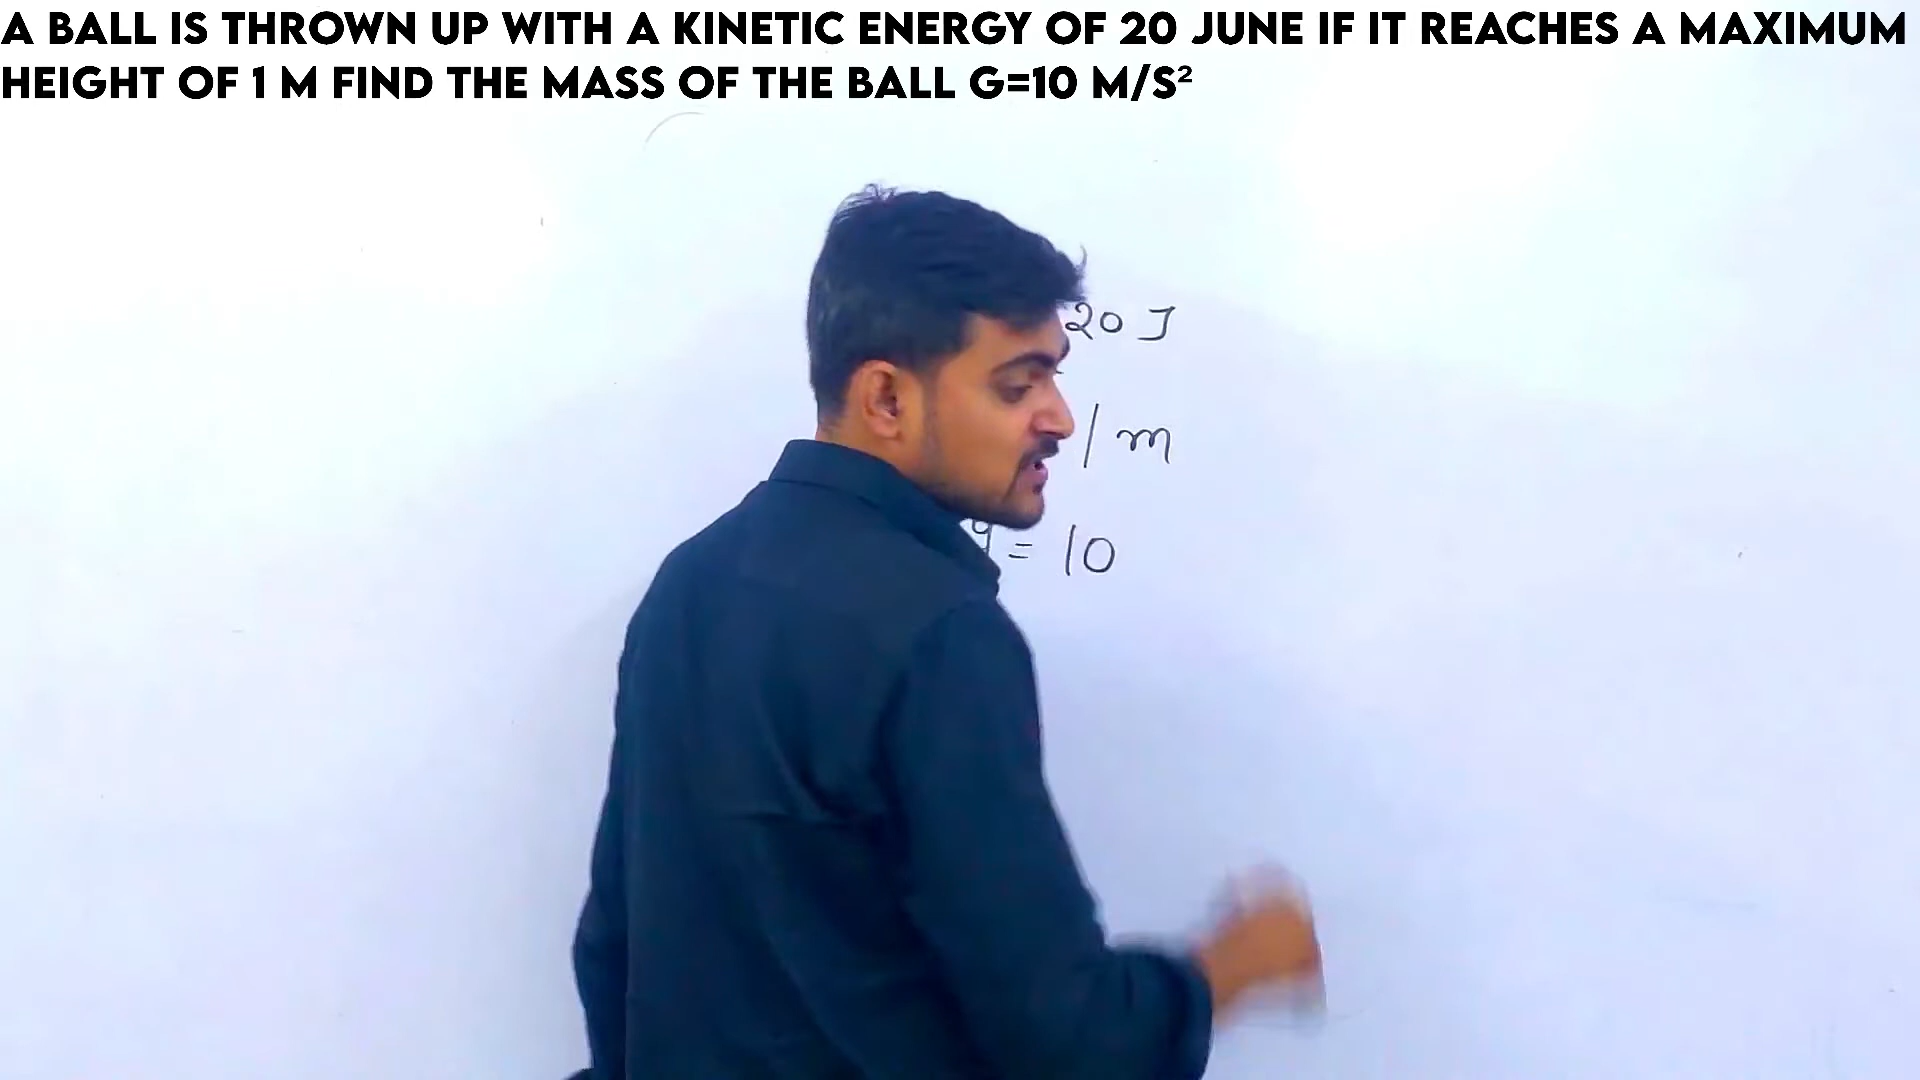 A BALL IS THROWN UP WITH A KINETIC ENERGY OF 20 JUNE IF IT REACHES A MAXIMUM
HEIGHT OF 1 M FIND THE MASS OF THE BALL G=10 M/S²
20 J
1 m
g = 10